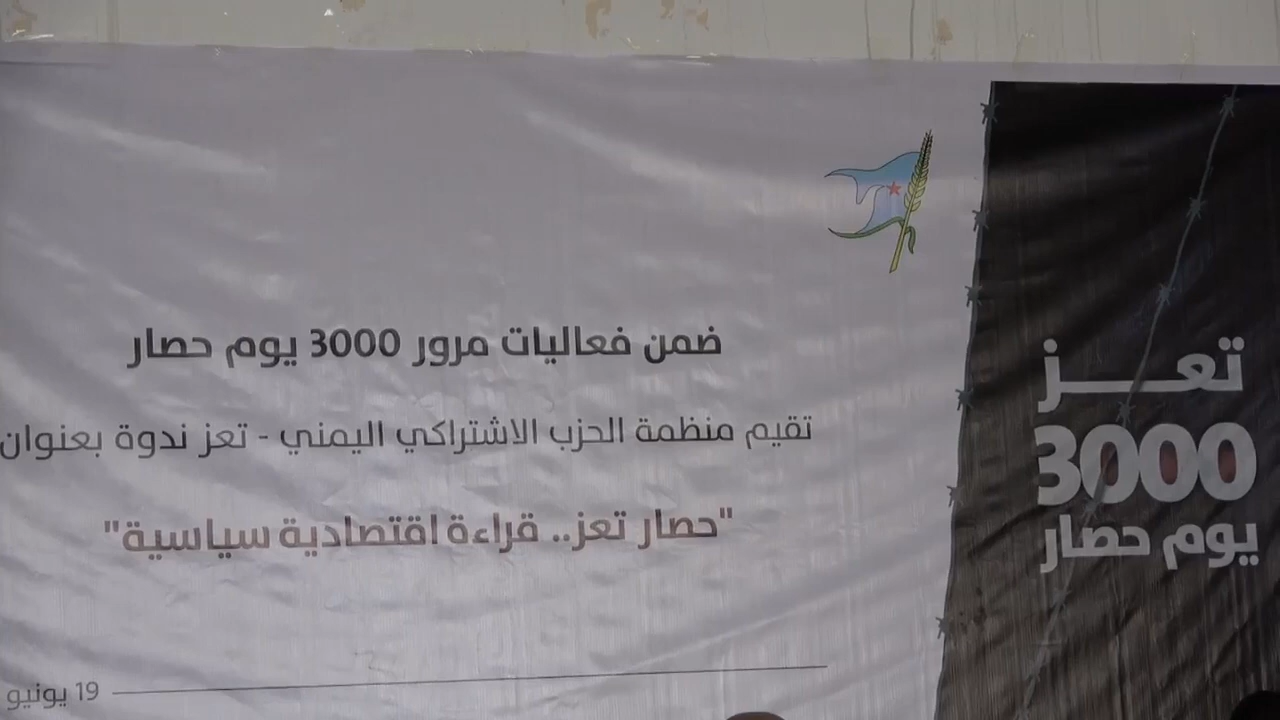 ضمن فعاليات مرور 3000 يوم حصار
تقيم منظمة الحزب الاشتراكي اليمني - تعز ندوة بعنوان
"حصار تعز.. قراءة اقتصادية سياسية"
19 يونيو
تعـــــز
3000
يوم حصار